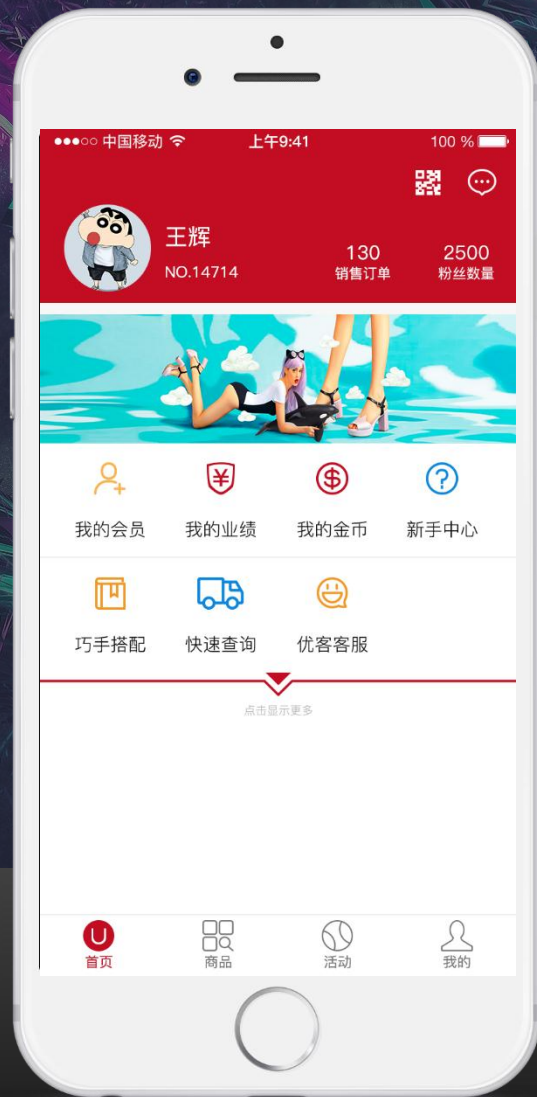 中国移动 上午9:41 100 %
王辉
NO.14714
130 2500
销售订单 粉丝数量
我的会员 我的业绩 我的金币 新手中心
巧手搭配 快速查询 优客客服
点击显示更多
首页 商品 活动 我的